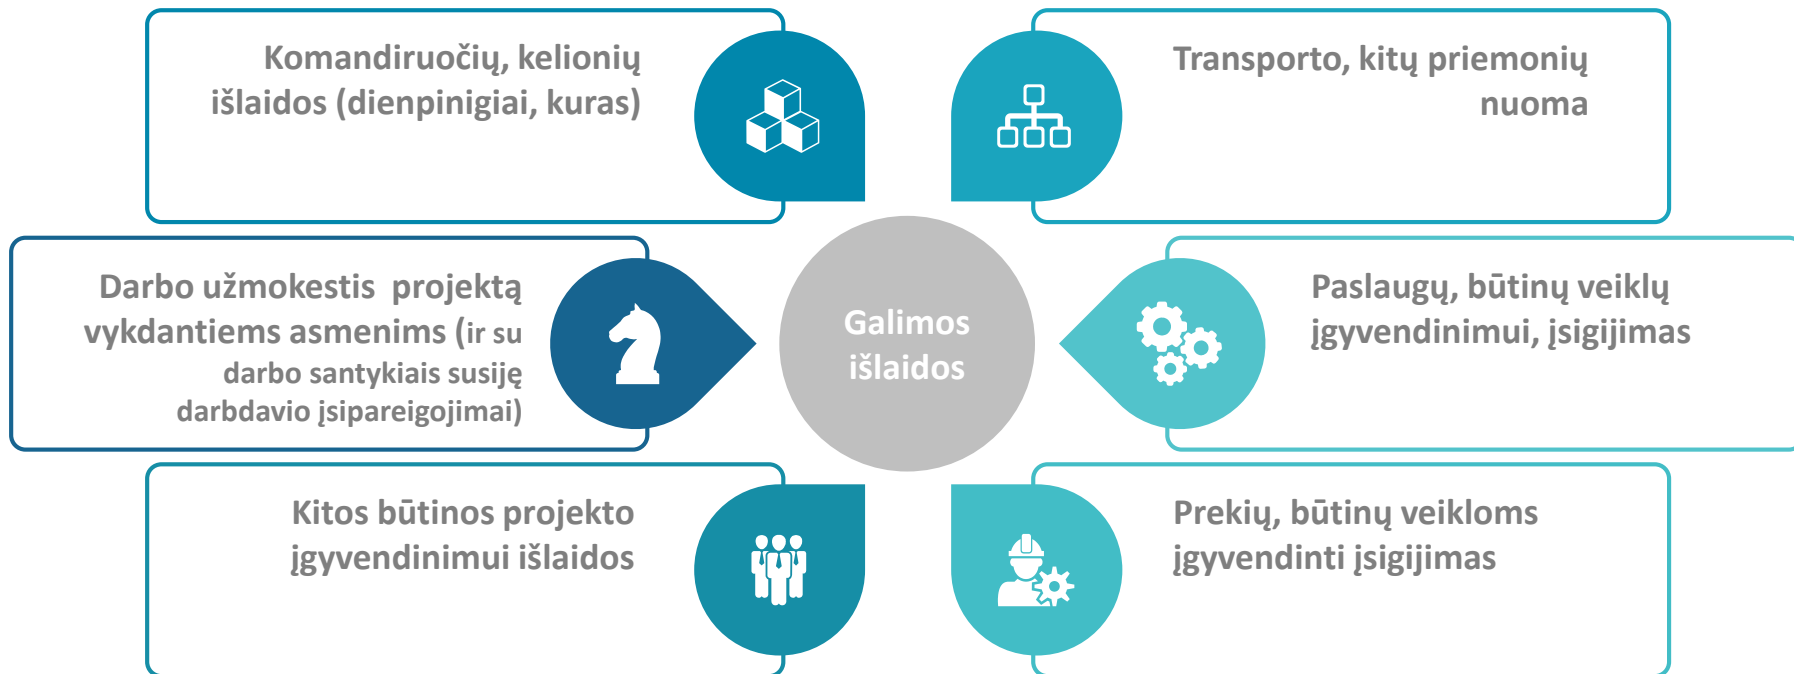 Komandiruočių, kelionių
išlaidos (dienpinigiai, kuras)
Transporto, kitų priemonių
nuoma
Darbo užmokestis  projektą
vykdantiems asmenims (ir su
darbo santykiais susiję
darbdavio įsipareigojimai)
Galimos
išlaidos
Paslaugų, būtinų veiklų
įgyvendinimui, įsigijimas
Kitos būtinos projekto
įgyvendinimui išlaidos
Prekių, būtinų veikloms
įgyvendinti įsigijimas